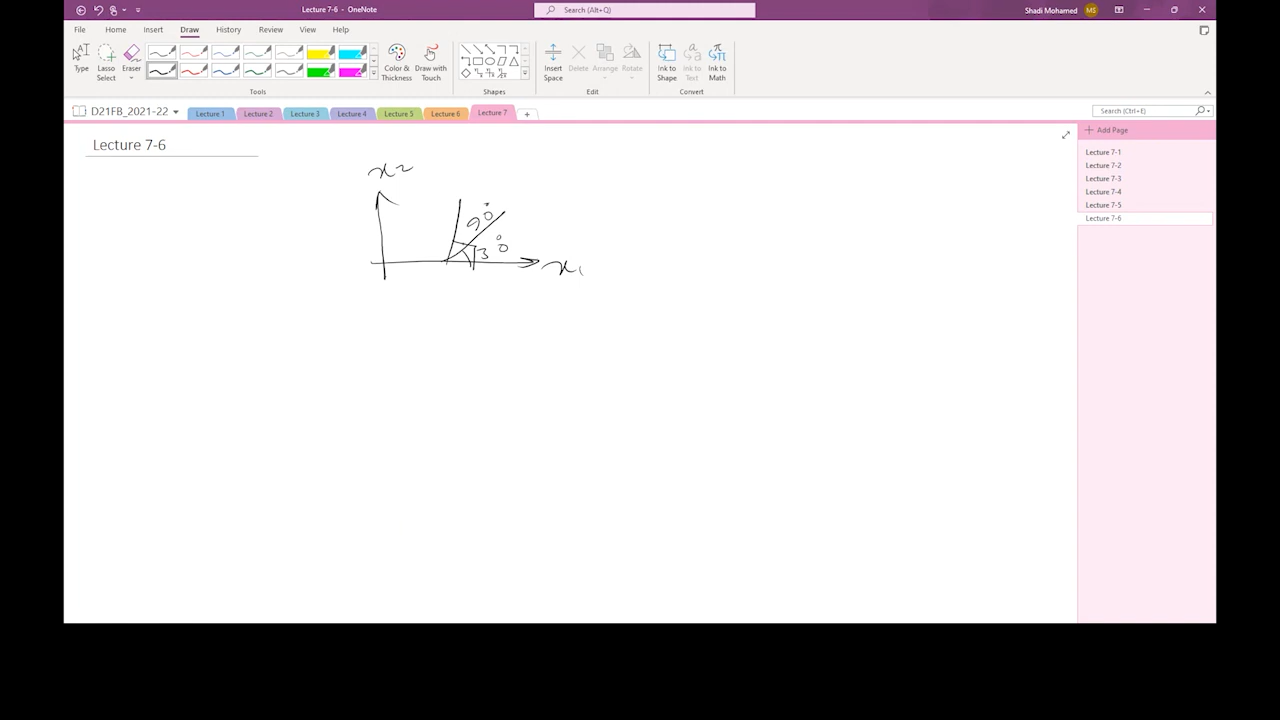 Lecture 7-6 - OneNote
Search (Alt+Q)
Shadi Mohamed
MS
File Home Insert Draw History Review View Help
Type
Lasso Select
Eraser
Color & Thickness
Draw with Touch
Insert Space
Delete
Arrange
Rotate
Ink to Shape
Ink to Text
Ink to Math
Tools
Shapes
Edit
Convert
D21FB_2021-22
Lecture 1 Lecture 2 Lecture 3 Lecture 4 Lecture 5 Lecture 6 Lecture 7
Search (Ctrl+E)
Lecture 7-6
Add Page
Lecture 7-1
Lecture 7-2
Lecture 7-3
Lecture 7-4
Lecture 7-5
Lecture 7-6
x2
90°
30°
x1